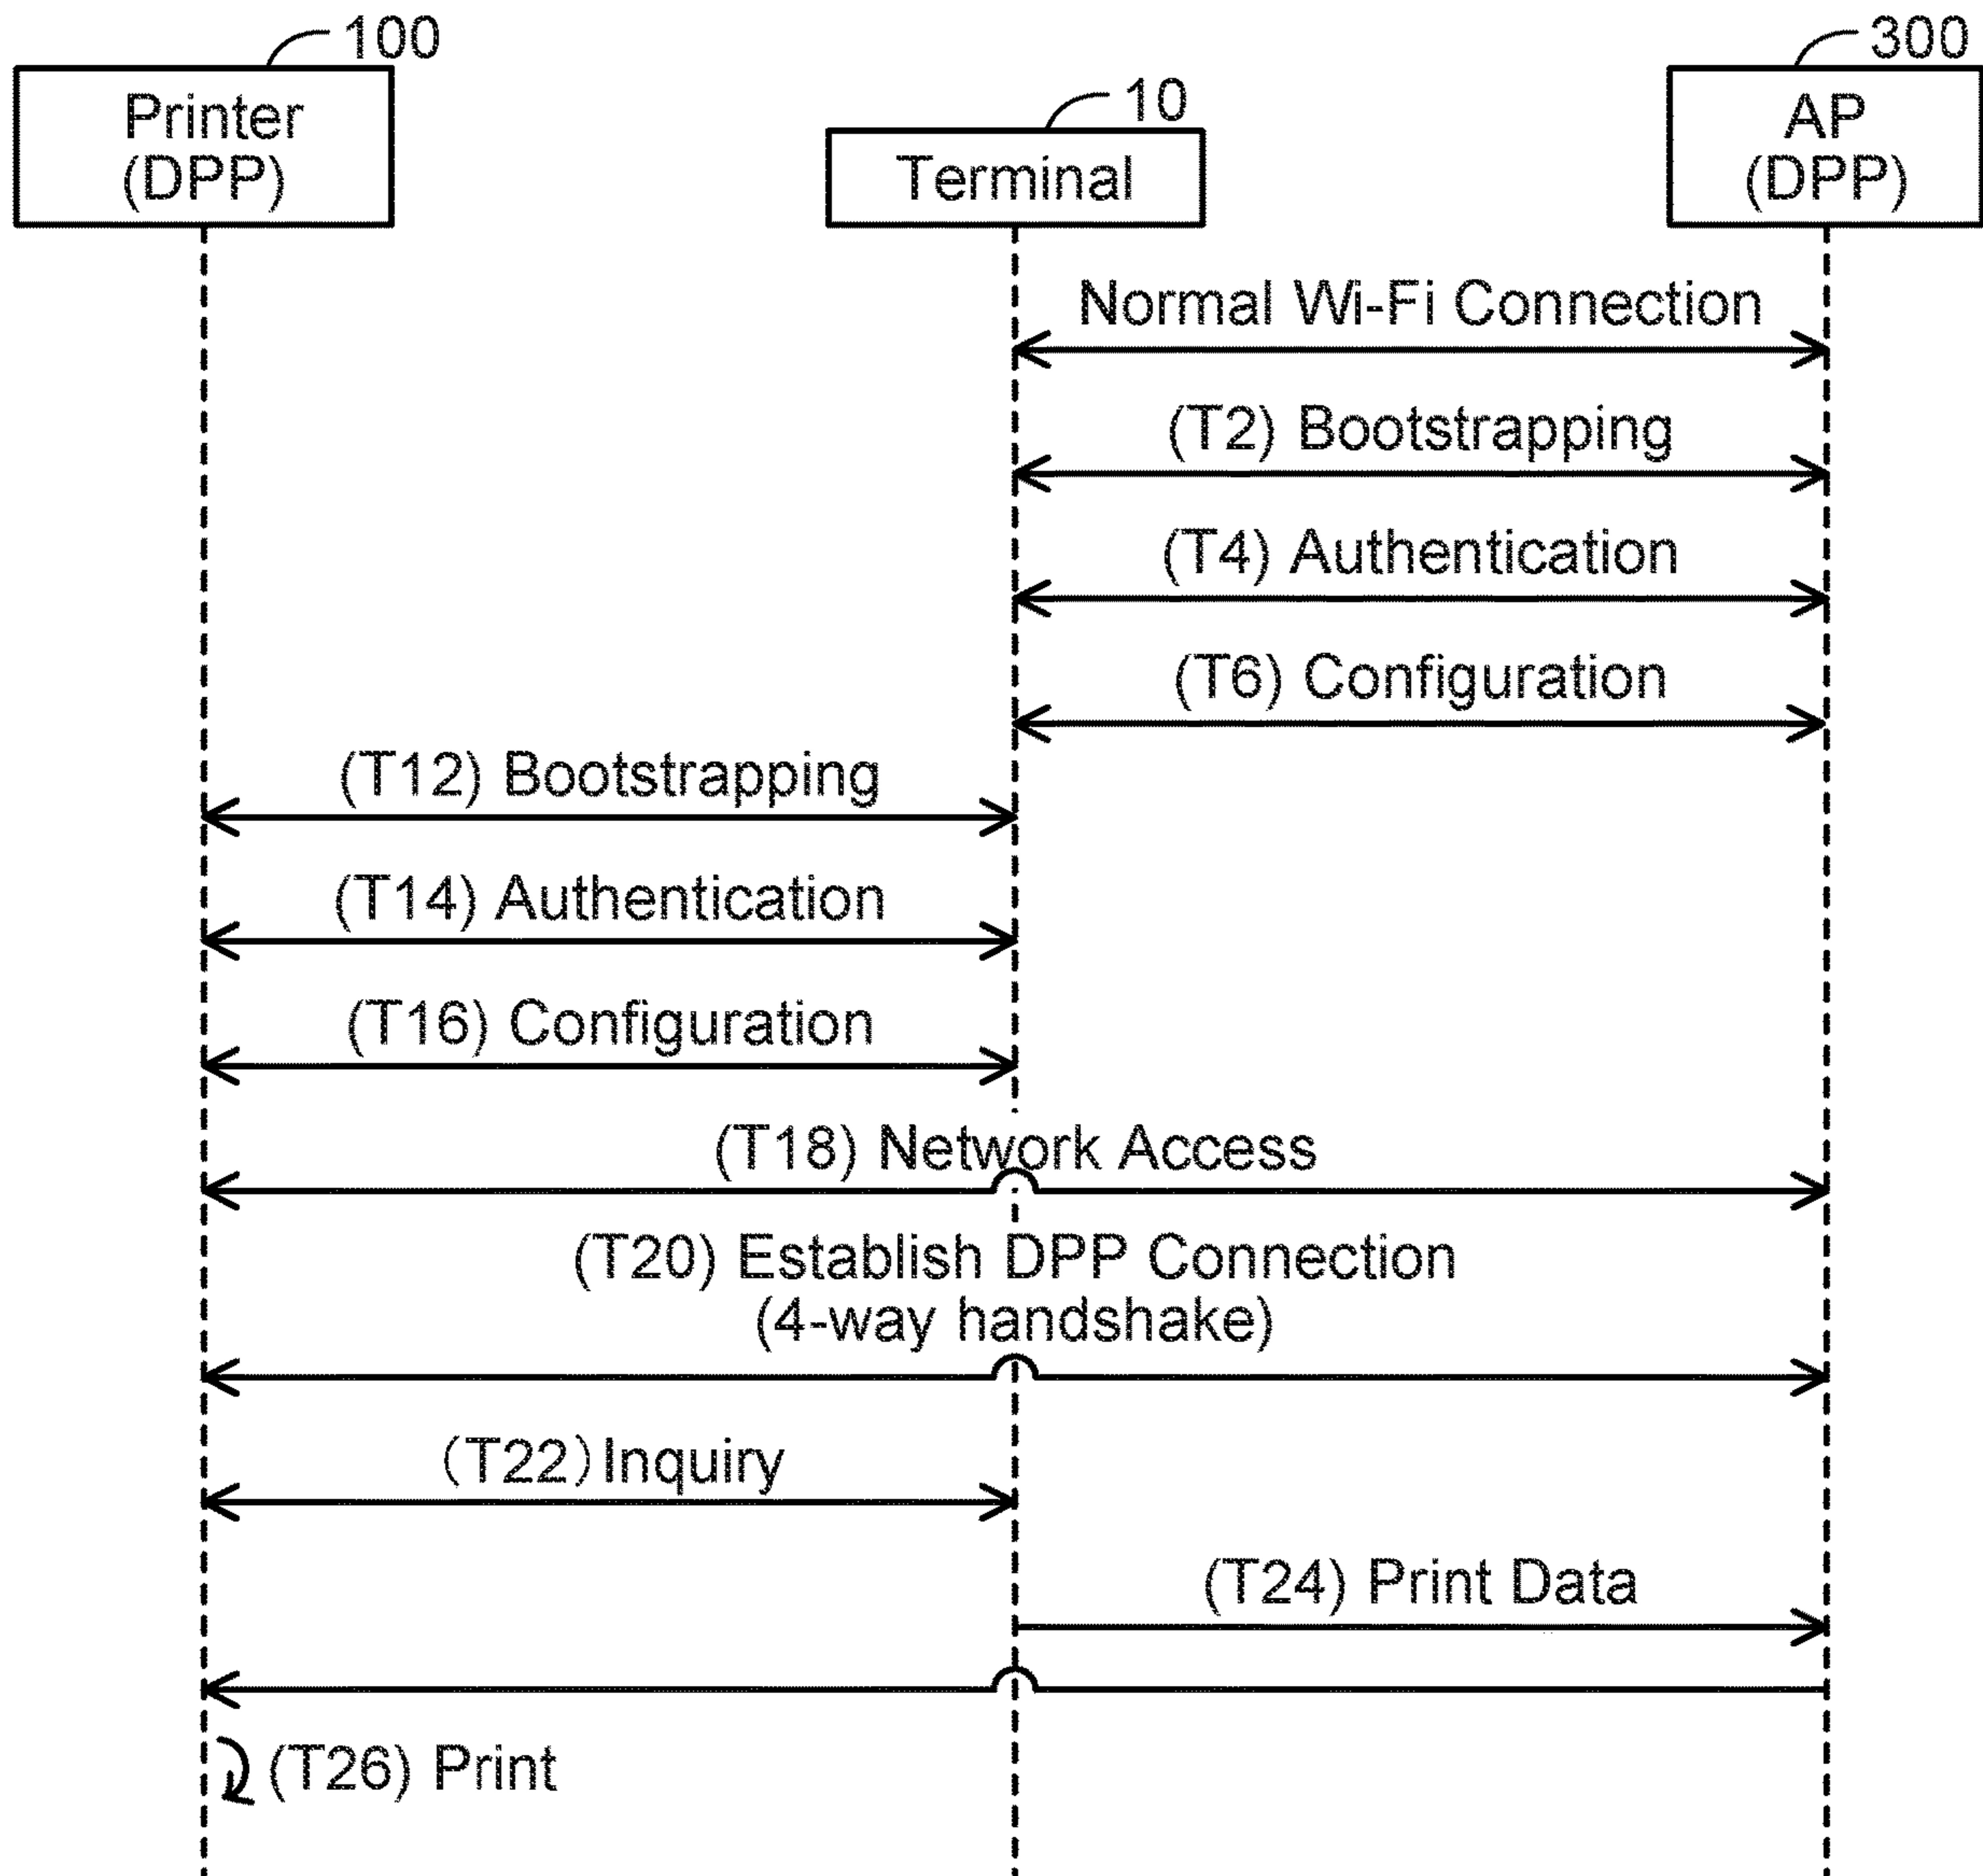 100
10
300
Printer
(DPP)
Terminal
AP
(DPP)
Normal Wi-Fi Connection
(T2) Bootstrapping
(T4) Authentication
(T6) Configuration
(T12) Bootstrapping
(T14) Authentication
(T16) Configuration
(T18) Network Access
(T20) Establish DPP Connection
(4-way handshake)
(T22) Inquiry
(T24) Print Data
(T26) Print